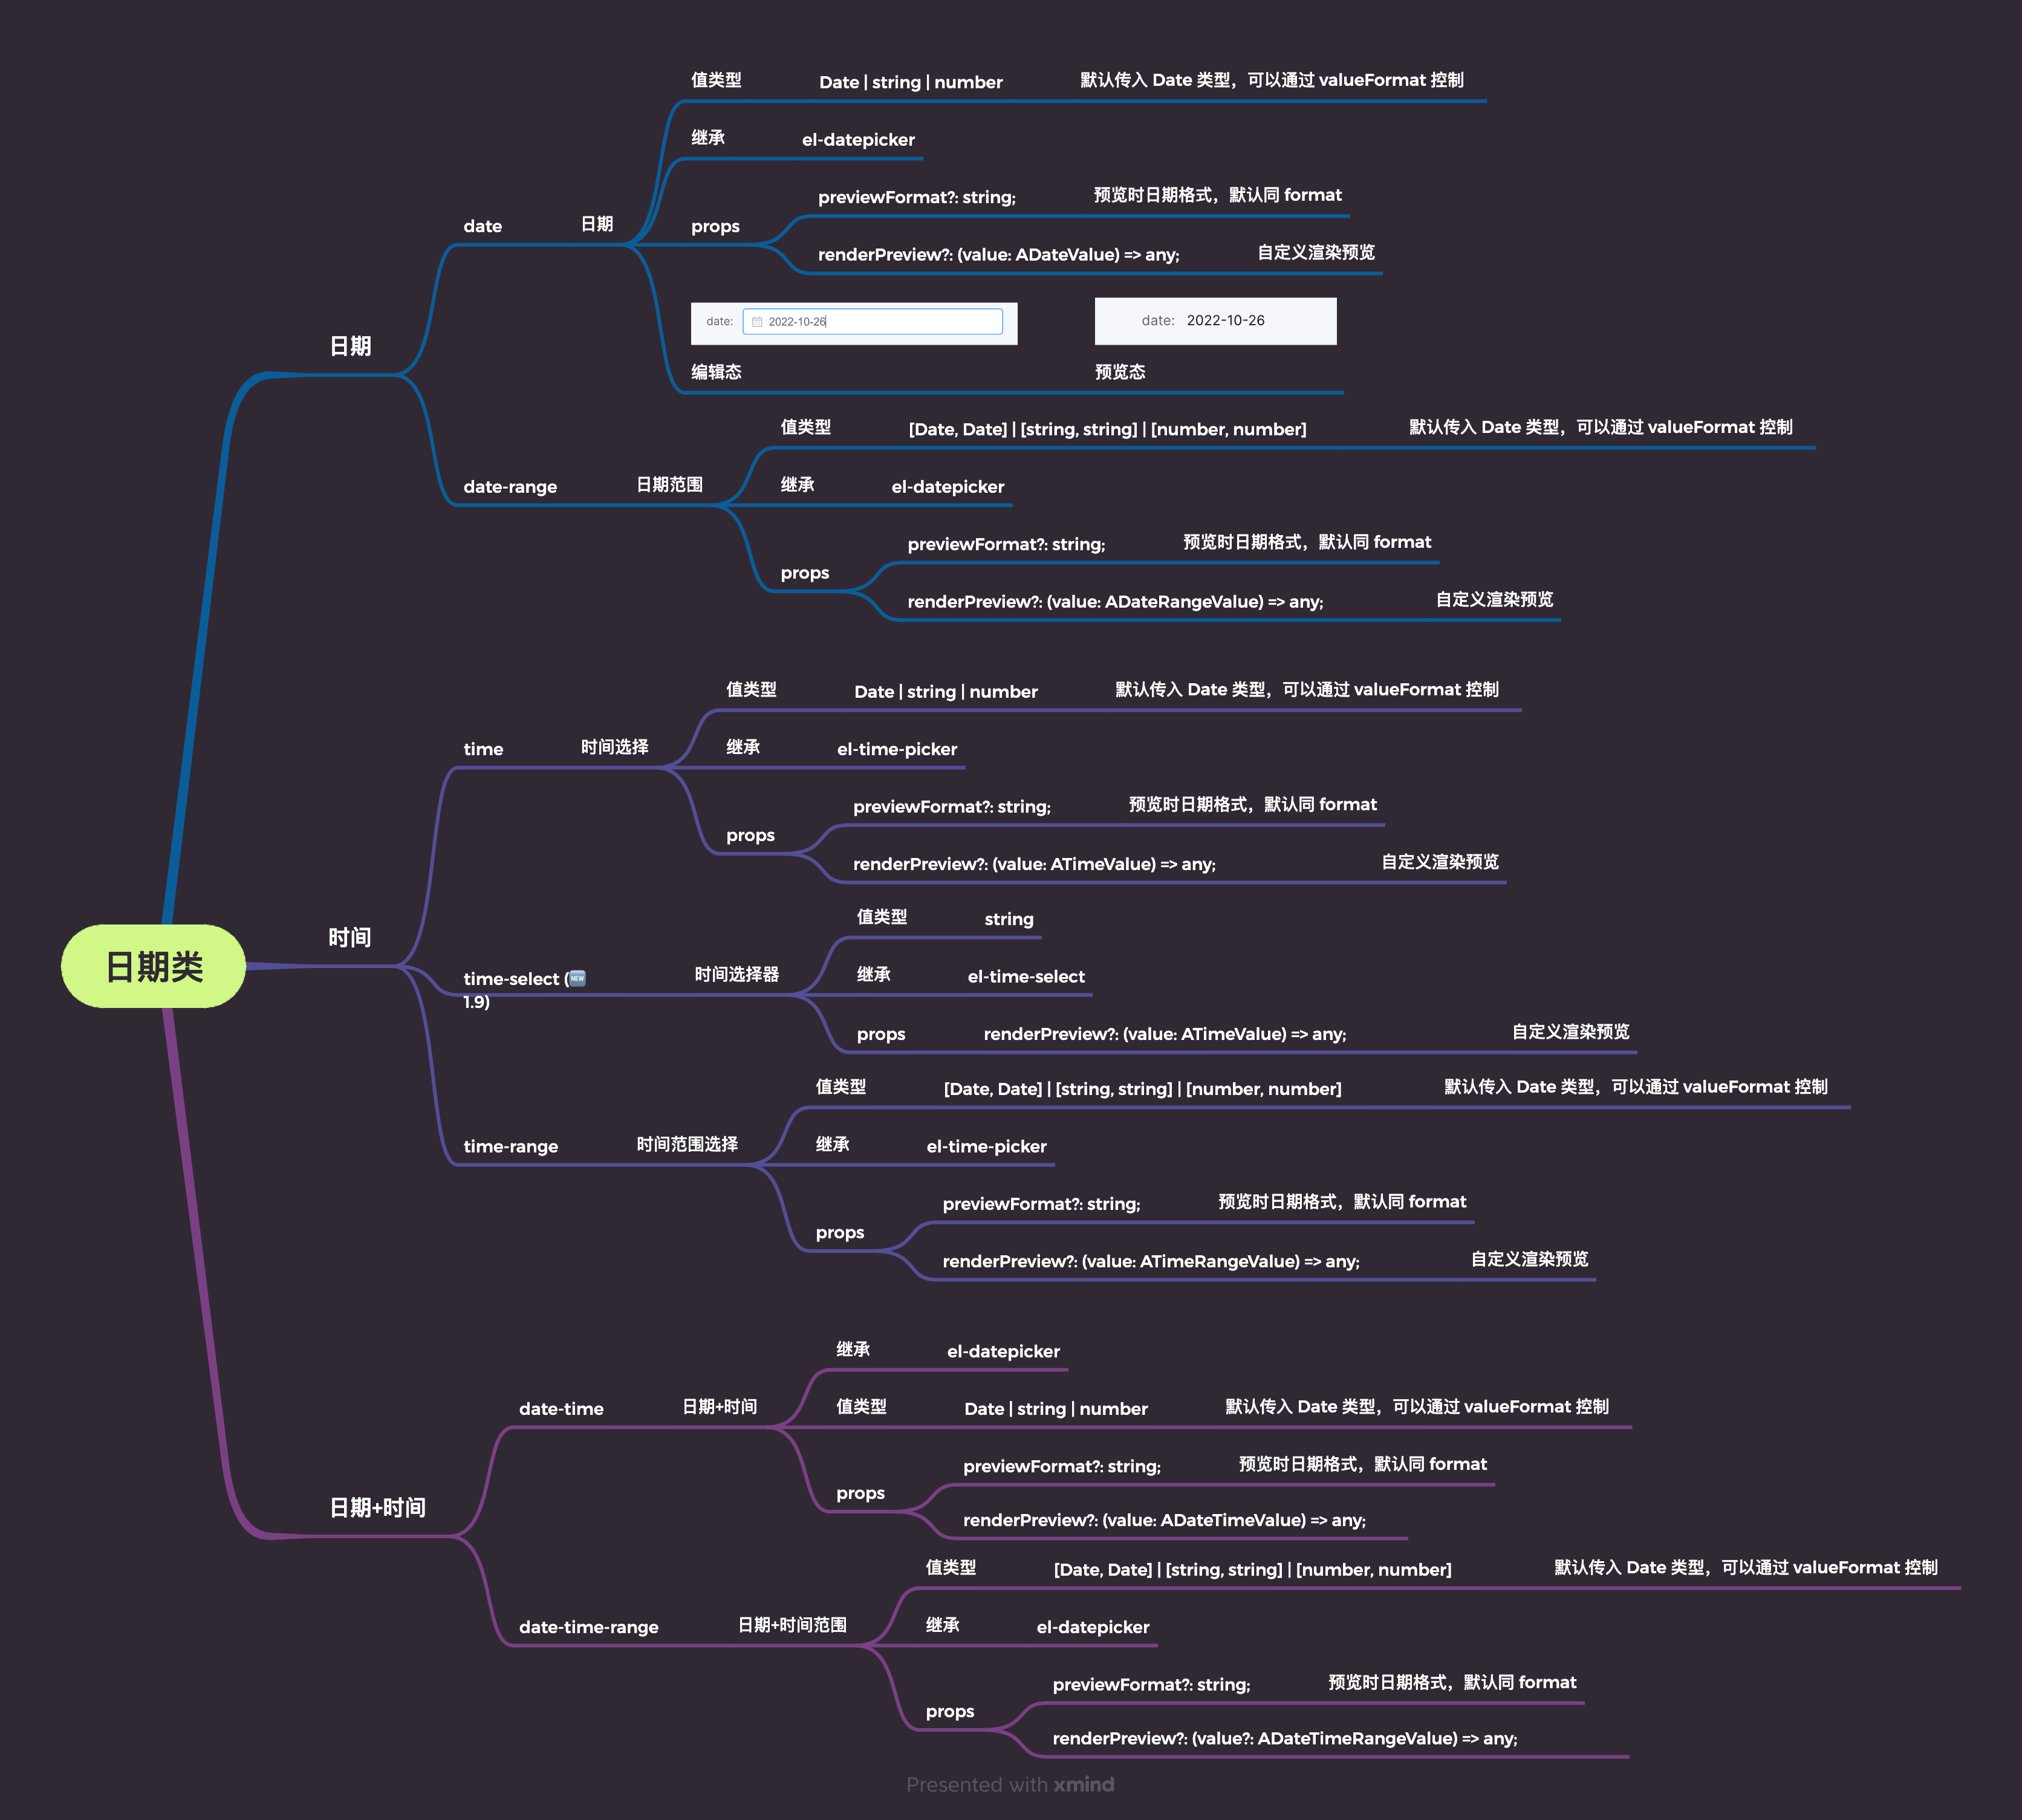 日期类
日期
date
日期
值类型
Date | string | number
默认传入 Date 类型，可以通过 valueFormat 控制
继承
el-datepicker
props
previewFormat?: string;
预览时日期格式，默认同 format
renderPreview?: (value: ADateValue) => any;
自定义渲染预览
date:
2022-10-26
date:
2022-10-26
编辑态
预览态
date-range
日期范围
值类型
[Date, Date] | [string, string] | [number, number]
默认传入 Date 类型，可以通过 valueFormat 控制
继承
el-datepicker
props
previewFormat?: string;
预览时日期格式，默认同 format
renderPreview?: (value: ADateRangeValue) => any;
自定义渲染预览
时间
time
时间选择
值类型
Date | string | number
默认传入 Date 类型，可以通过 valueFormat 控制
继承
el-time-picker
props
previewFormat?: string;
预览时日期格式，默认同 format
renderPreview?: (value: ATimeValue) => any;
自定义渲染预览
time-select (🆕
1.9)
时间选择器
值类型
string
继承
el-time-select
props
renderPreview?: (value: ATimeValue) => any;
自定义渲染预览
time-range
时间范围选择
值类型
[Date, Date] | [string, string] | [number, number]
默认传入 Date 类型，可以通过 valueFormat 控制
继承
el-time-picker
props
previewFormat?: string;
预览时日期格式，默认同 format
renderPreview?: (value: ATimeRangeValue) => any;
自定义渲染预览
日期+时间
date-time
日期+时间
继承
el-datepicker
值类型
Date | string | number
默认传入 Date 类型，可以通过 valueFormat 控制
props
previewFormat?: string;
预览时日期格式，默认同 format
renderPreview?: (value: ADateTimeValue) => any;
date-time-range
日期+时间范围
值类型
[Date, Date] | [string, string] | [number, number]
默认传入 Date 类型，可以通过 valueFormat 控制
继承
el-datepicker
props
previewFormat?: string;
预览时日期格式，默认同 format
renderPreview?: (value?: ADateTimeRangeValue) => any;
Presented with xmind